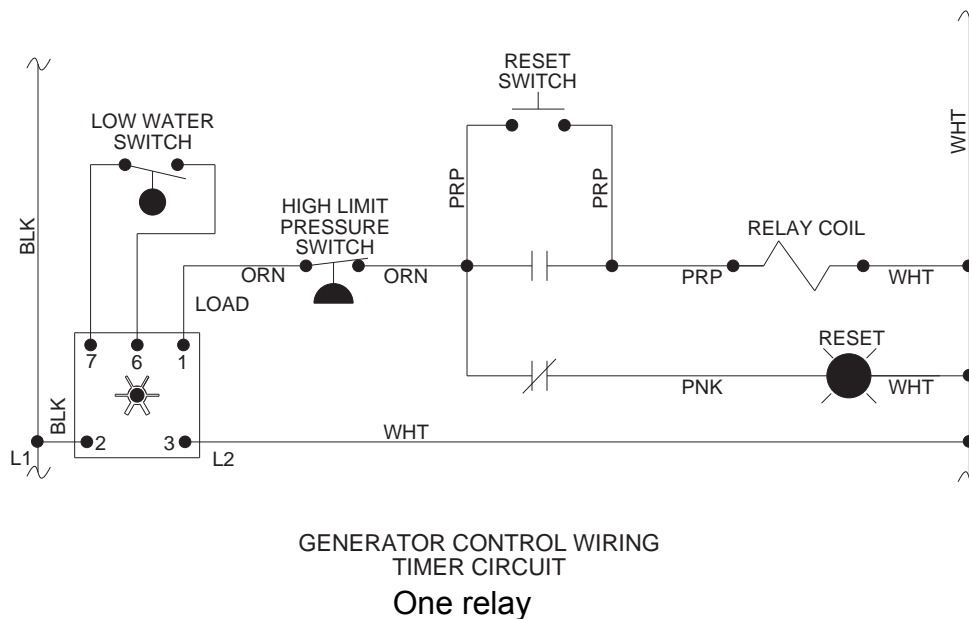 RESET
SWITCH
LOW WATER
SWITCH
WHT
PRP
PRP
HIGH LIMIT
PRESSURE
SWITCH
BLK
RELAY COIL
ORN
ORN
PRP
WHT
LOAD
RESET
7
6
1
PNK
WHT
BLK
2
3
WHT
L1
L2
GENERATOR CONTROL WIRING
TIMER CIRCUIT
One relay